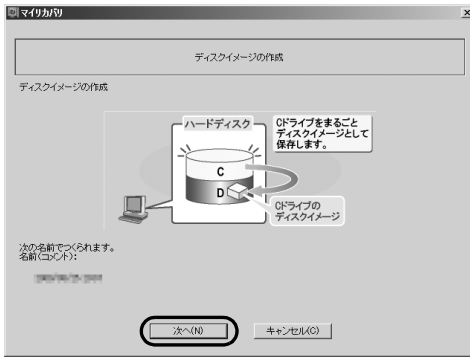 マイリカバリ
ディスクイメージの作成
ディスクイメージの作成
ハードディスク
Cドライブをまるごと
ディスクイメージとして
保存します。
C
D
Cドライブの
ディスクイメージ
次の名前でつくられます。
名前(コメント):
次へ(N)
キャンセル(C)